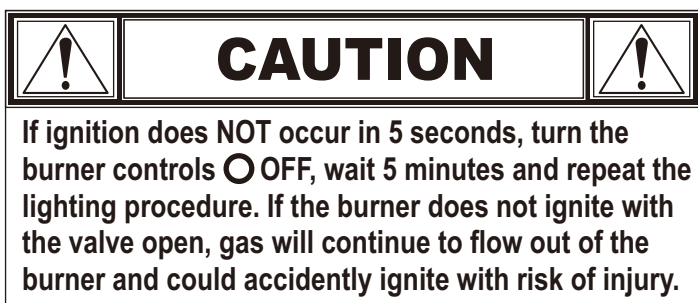 CAUTION
If ignition does NOT occur in 5 seconds, turn the
burner controls OFF, wait 5 minutes and repeat the
lighting procedure. If the burner does not ignite with
the valve open, gas will continue to flow out of the
burner and could accidently ignite with risk of injury.